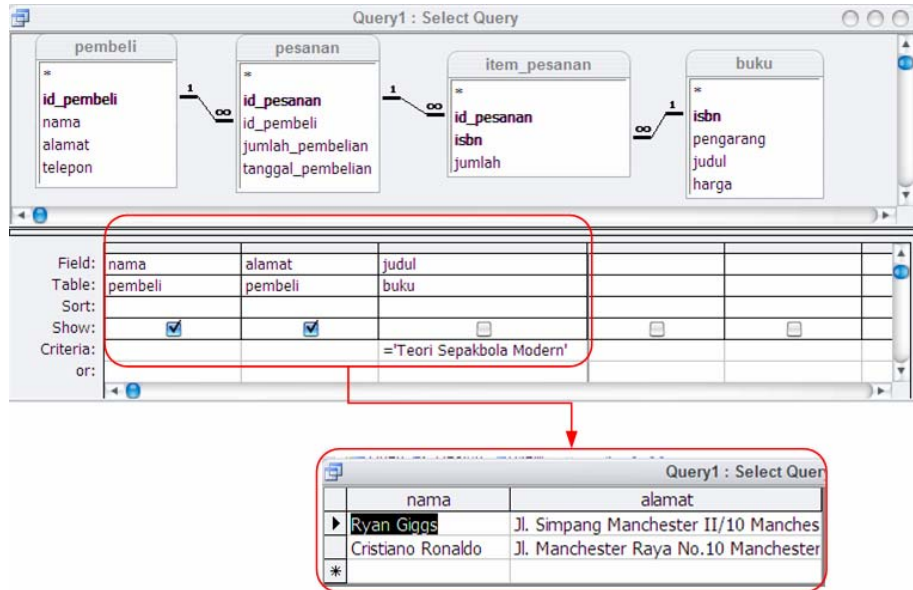 Query1 : Select Query
pembeli
*
id_pembeli
nama
alamat
telepon
1
∞
pesanan
*
id_pesanan
id_pembeli
jumlah_pembelian
tanggal_pembelian
1
∞
item_pesanan
*
id_pesanan
isbn
jumlah
∞
1
buku
*
isbn
pengarang
judul
harga
Field: nama alamat judul
Table: pembeli pembeli buku
Sort:
Show:
Criteria: ='Teori Sepakbola Modern'
or:
Query1 : Select Quer
nama alamat
Ryan Giggs Jl. Simpang Manchester II/10 Manches
Cristiano Ronaldo Jl. Manchester Raya No.10 Manchester
*